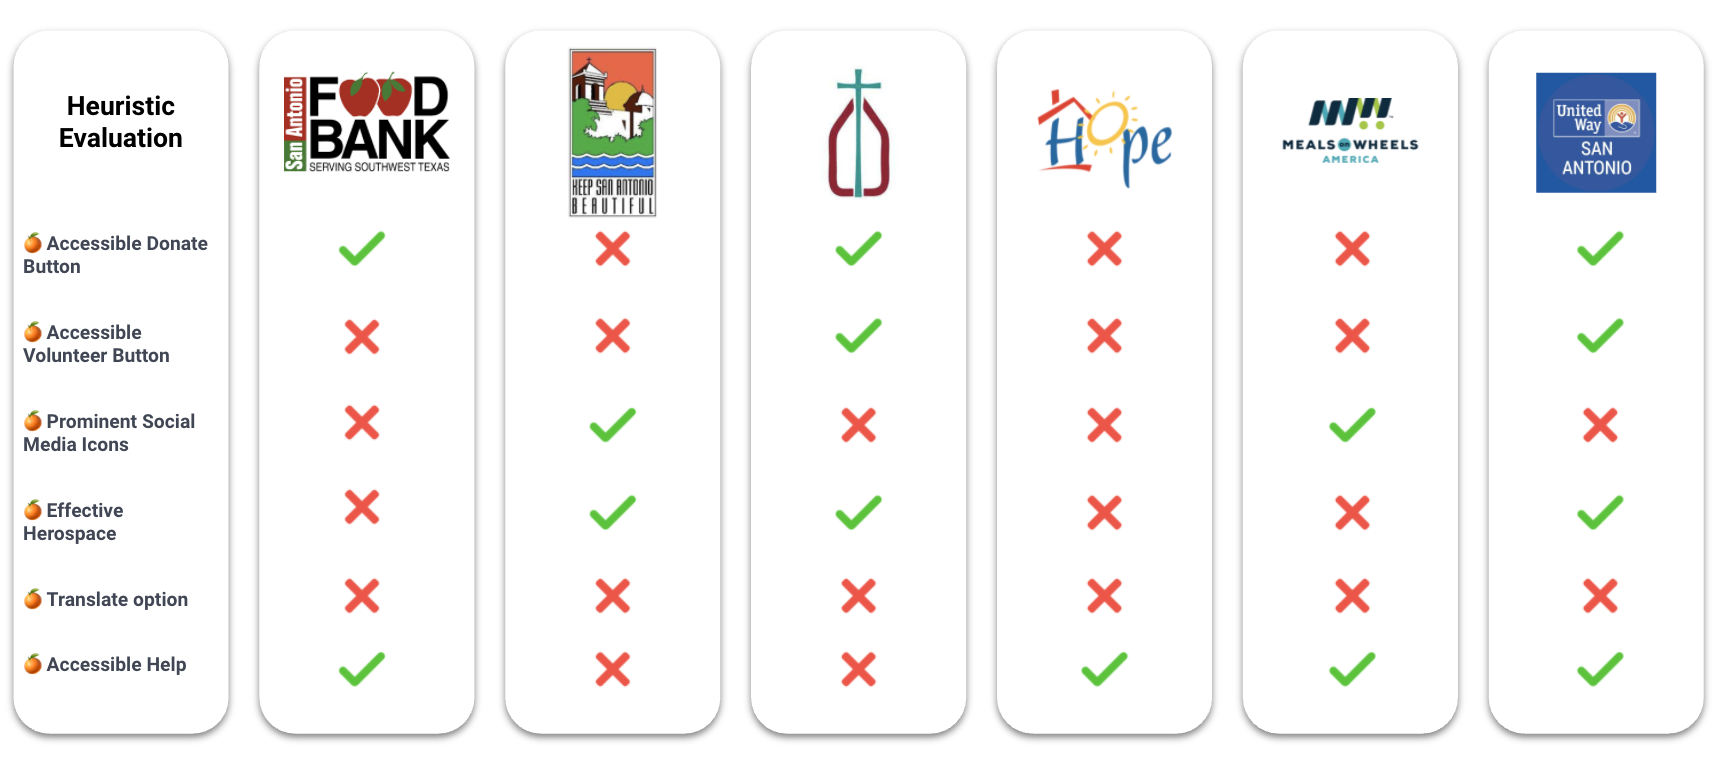 Heuristic
Evaluation
San Antonio
FOOD
BANK
SERVING SOUTHWEST TEXAS
KEEP SAN ANTONIO
BEAUTIFUL
Hope
MEALS on WHEELS
AMERICA
United
Way
SAN
ANTONIO
Accessible Donate
Button
Accessible
Volunteer Button
Prominent Social
Media Icons
Effective
Herospace
Translate option
Accessible Help